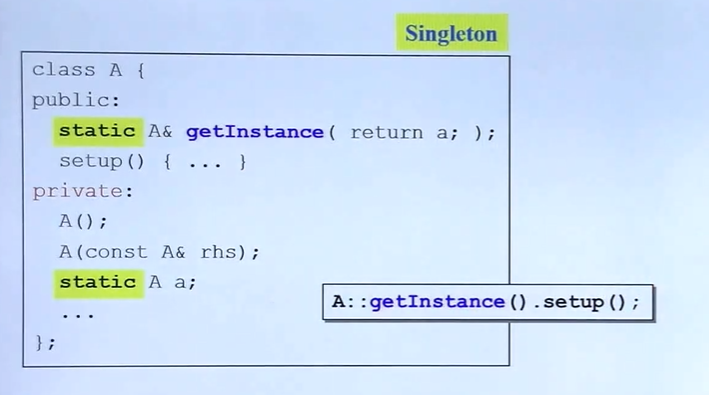 Singleton
class A {
public:
static A& getInstance( return a; );
setup() { ... }
private:
A();
A(const A& rhs);
static A a;
...
A::getInstance().setup();
};